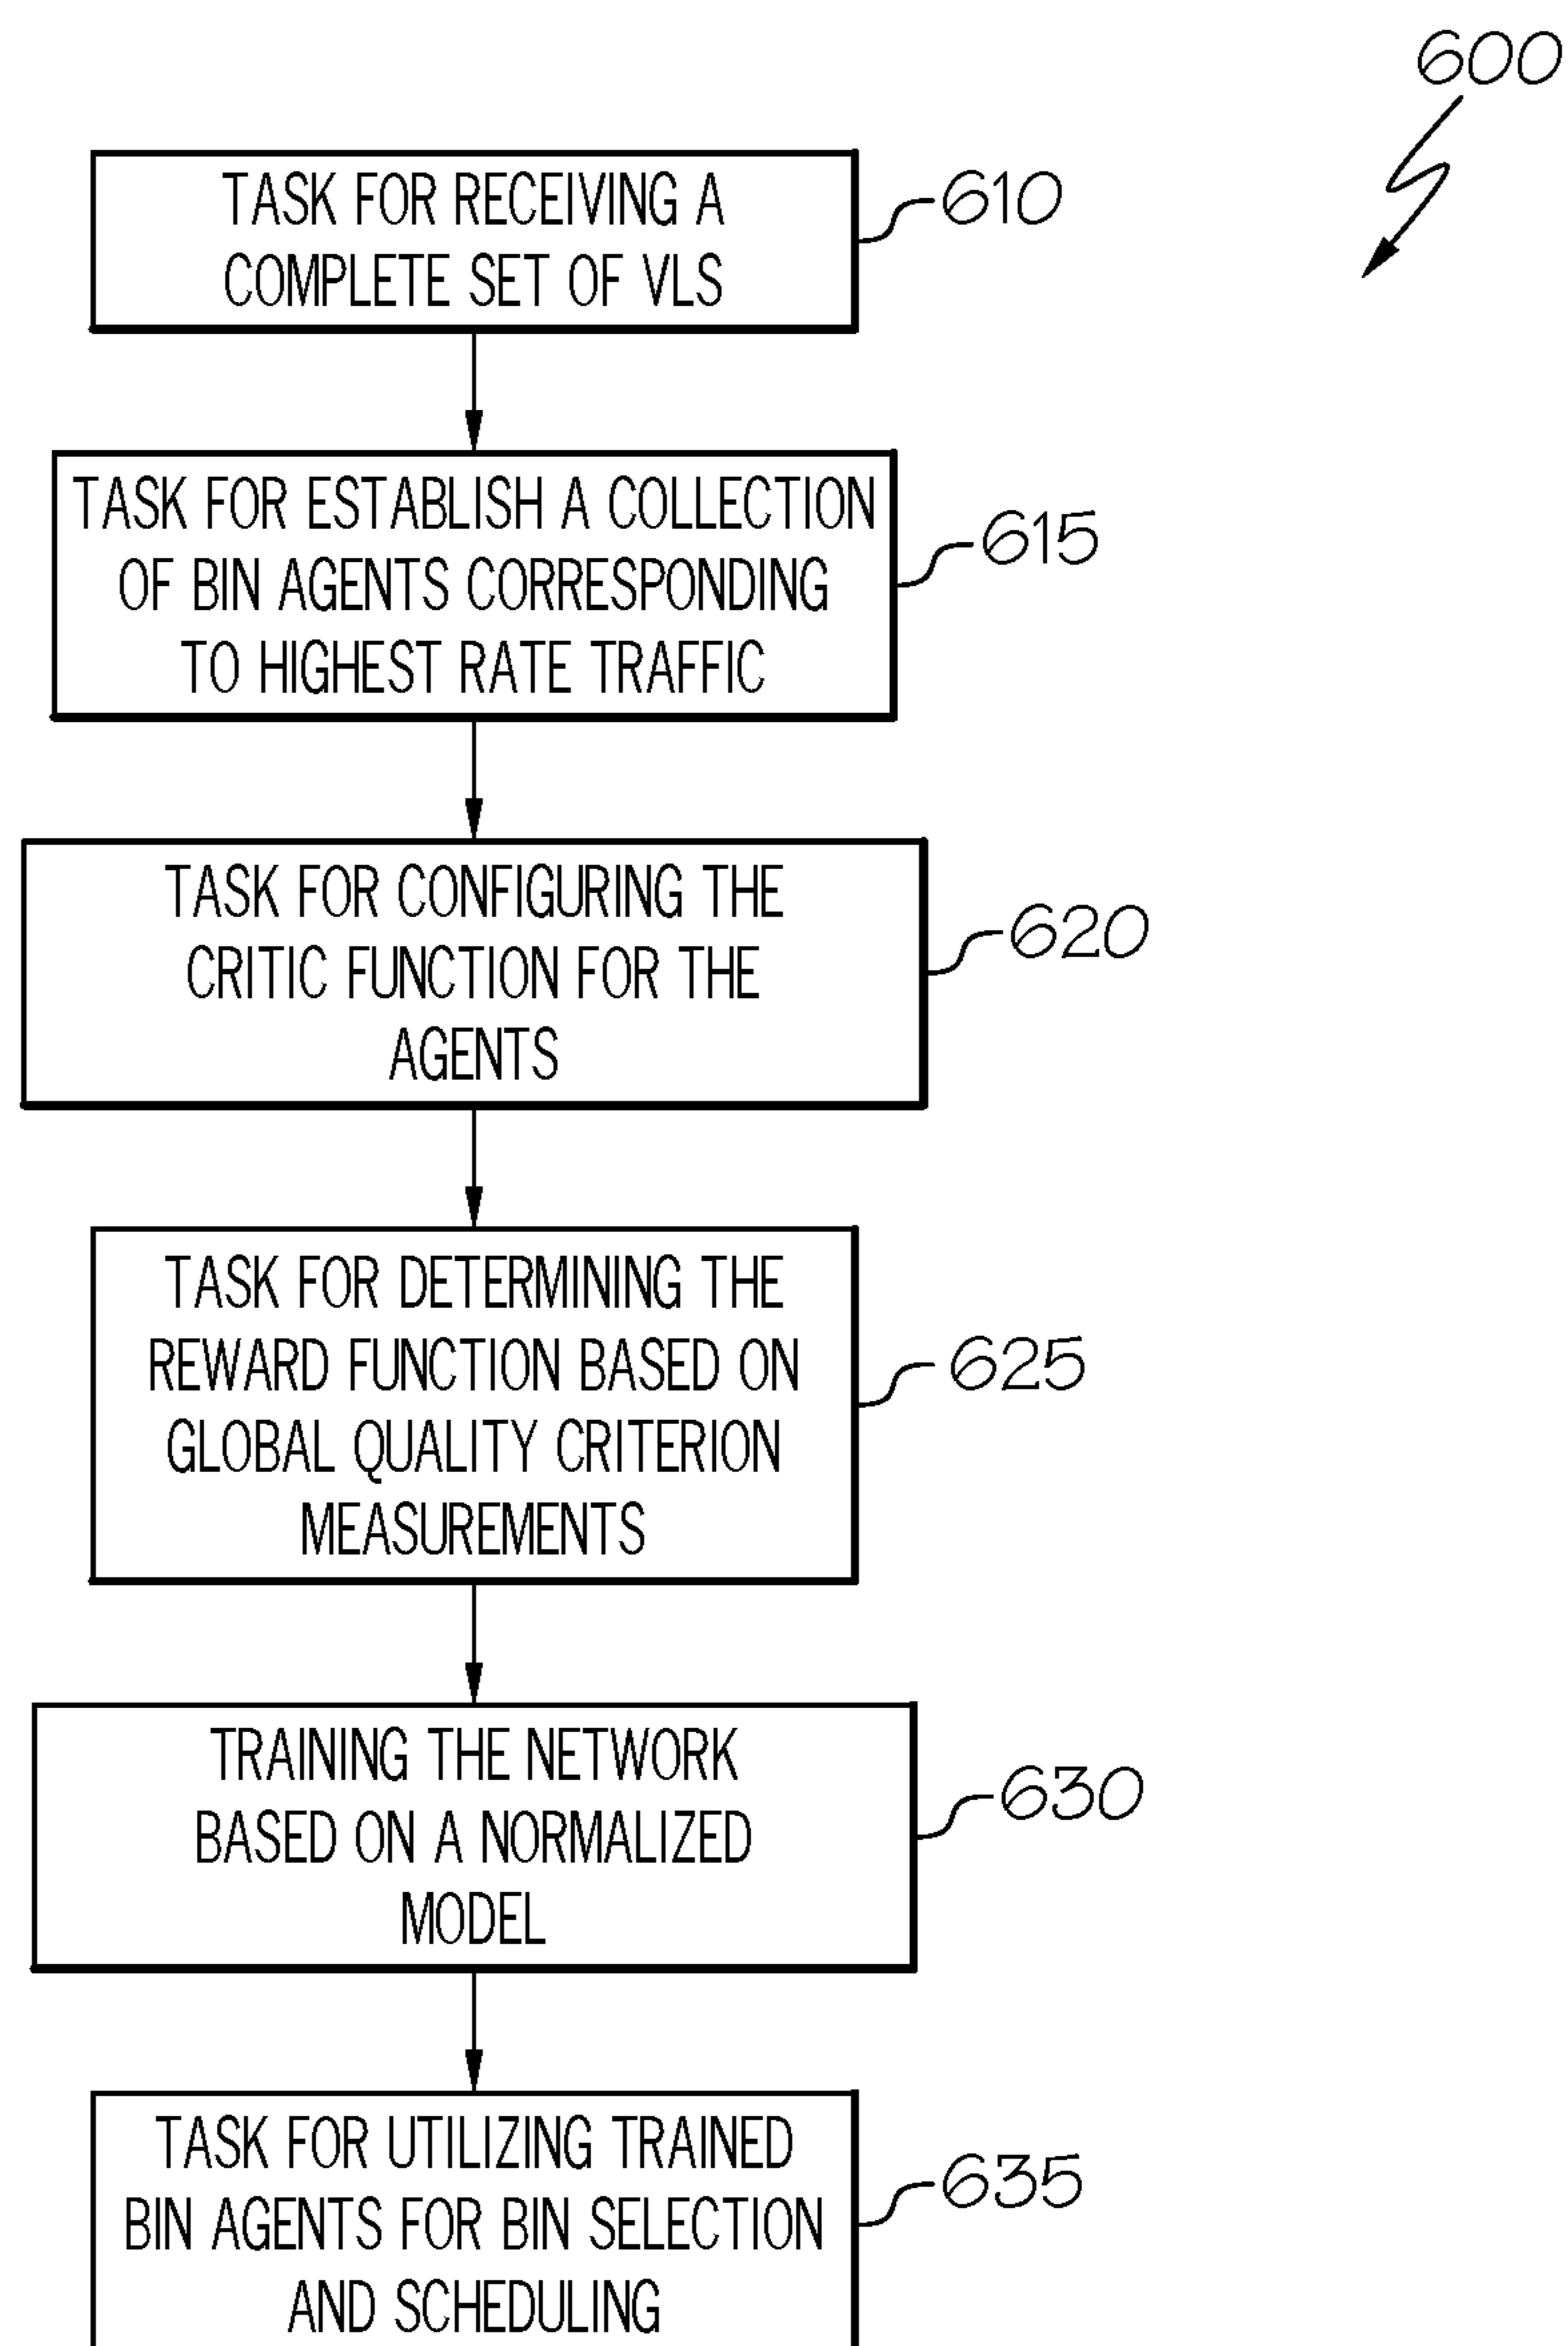 600
TASK FOR RECEIVING A
COMPLETE SET OF VLS
610
TASK FOR ESTABLISH A COLLECTION
OF BIN AGENTS CORRESPONDING
TO HIGHEST RATE TRAFFIC
615
TASK FOR CONFIGURING THE
CRITIC FUNCTION FOR THE
AGENTS
620
TASK FOR DETERMINING THE
REWARD FUNCTION BASED ON
GLOBAL QUALITY CRITERION
MEASUREMENTS
625
TRAINING THE NETWORK
BASED ON A NORMALIZED
MODEL
630
TASK FOR UTILIZING TRAINED
BIN AGENTS FOR BIN SELECTION
AND SCHEDULING
635